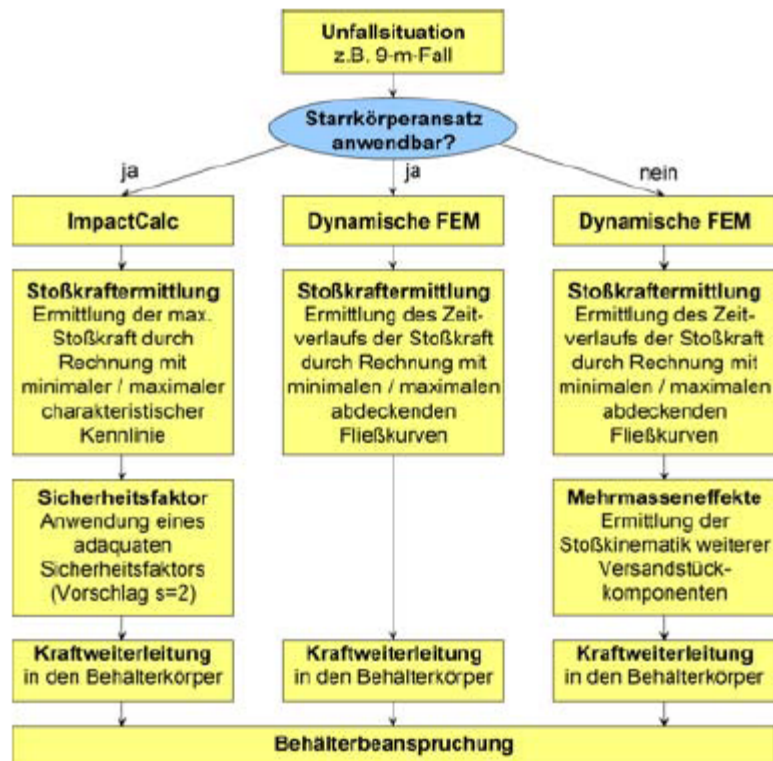 Unfallsituation
z.B. 9-m-Fall
Starrkörperansatz
anwendbar?
ja
ja
nein
ImpactCalc
Dynamische FEM
Dynamische FEM
Stoßkraftermittlung
Ermittlung der max.
Stoßkraft durch
Rechnung mit
minimaler / maximaler
charakteristischer
Kennlinie
Stoßkraftermittlung
Ermittlung des Zeit-
verlaufs der Stoßkraft
durch Rechnung mit
minimalen / maximalen
abdeckenden
Fließkurven
Stoßkraftermittlung
Ermittlung des Zeit-
verlaufs der Stoßkraft
durch Rechnung mit
minimalen / maximalen
abdeckenden
Fließkurven
Sicherheitsfaktor
Anwendung eines
adäquaten
Sicherheitsfaktors
(Vorschlag s=2)
Mehrmasseneffekte
Ermittlung der
Stoßkinematik weiterer
Versandstück-
komponenten
Kraftweiterleitung
in den Behälterkörper
Kraftweiterleitung
in den Behälterkörper
Kraftweiterleitung
in den Behälterkörper
Behälterbeanspruchung